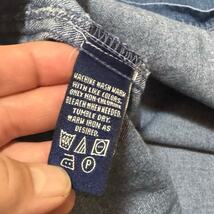 MACHINE WASH WARM
WITH LIKE COLORS.
ONLY NON-CHLORINE
BLEACH WHEN NEEDED.
TUMBLE DRY.
WARM IRON AS
DESIRED.
P